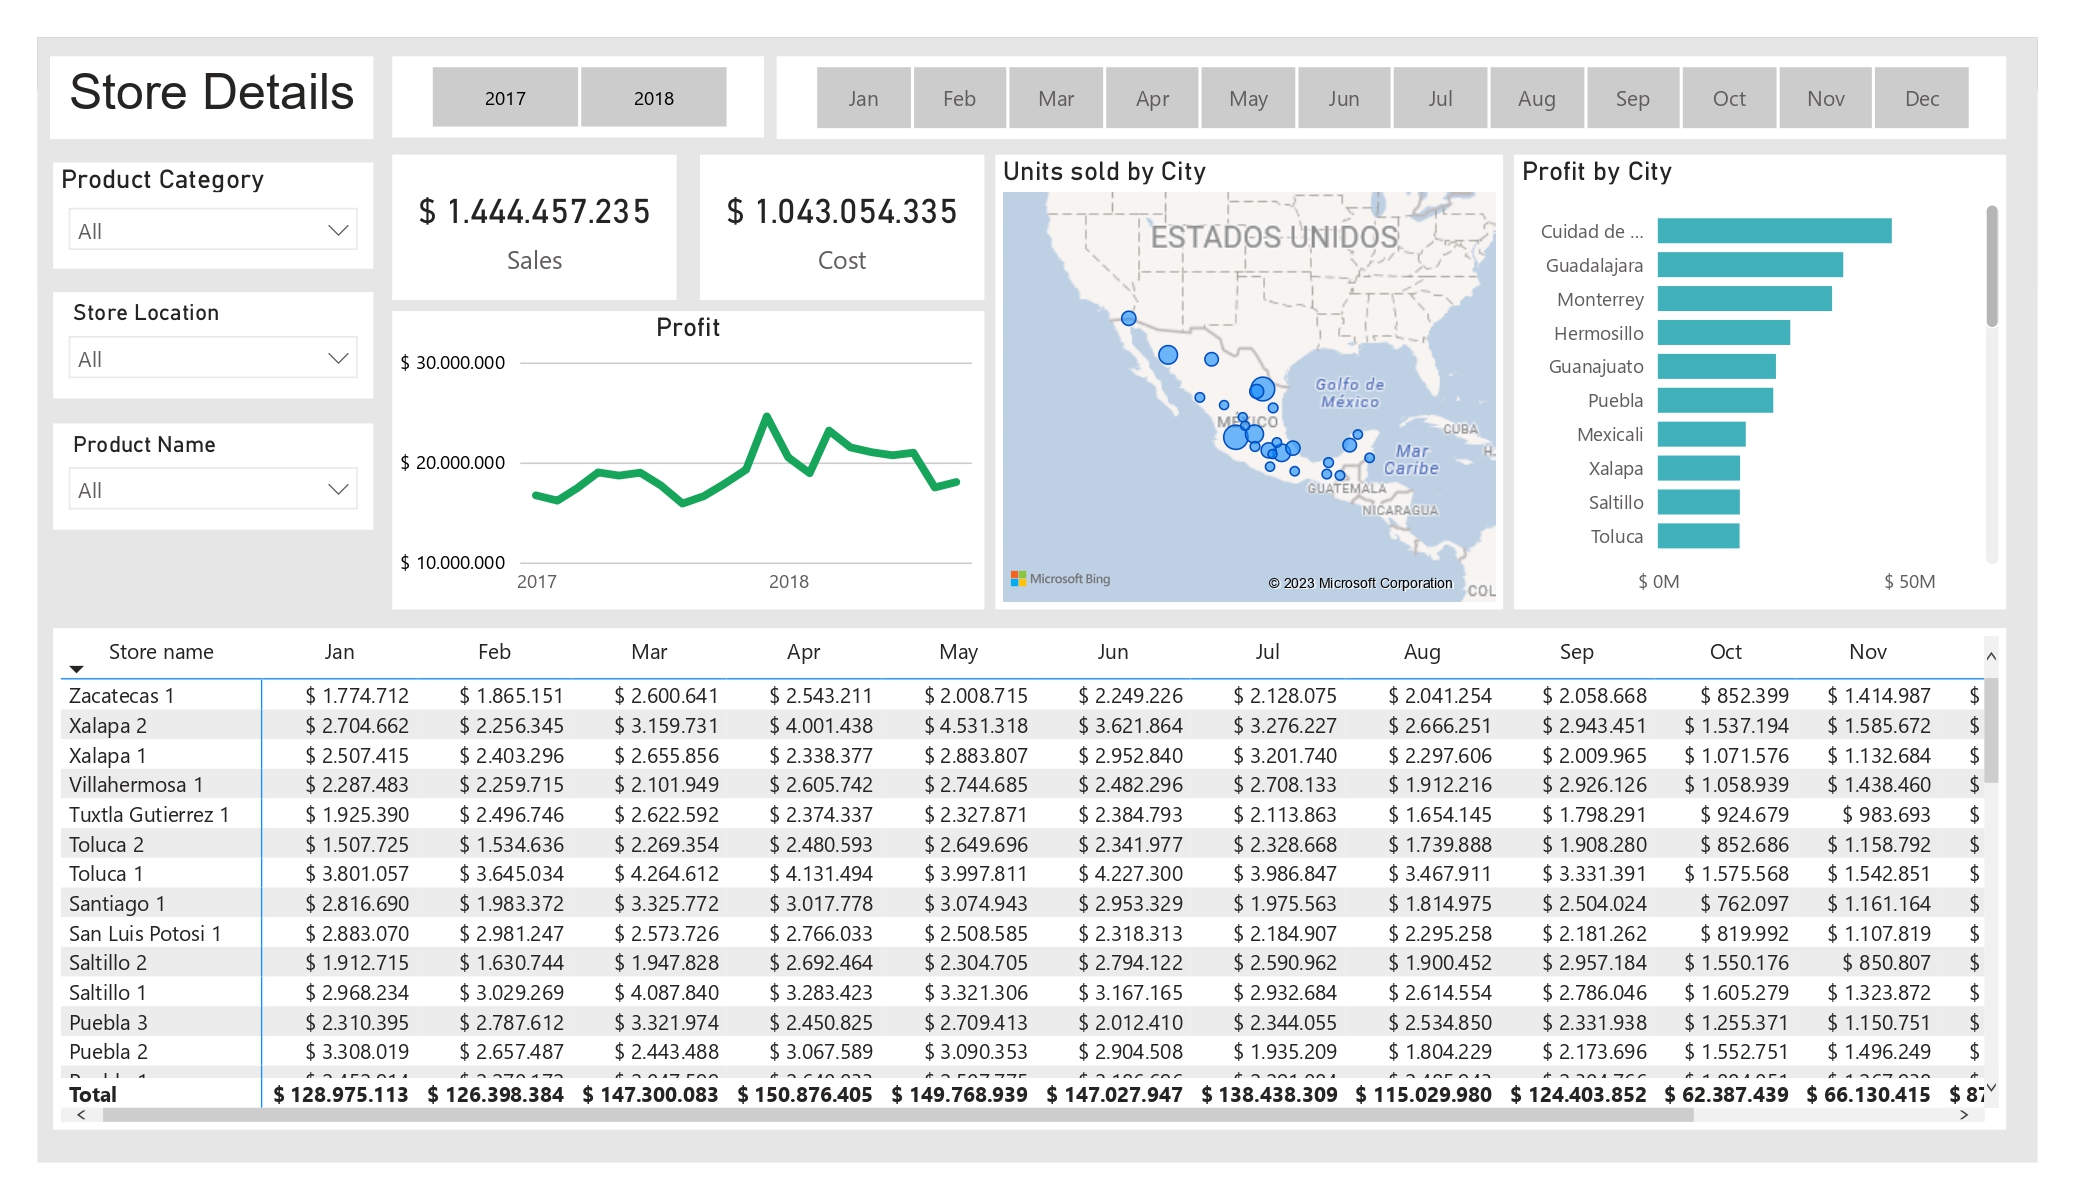 Store Details
2017 2018
Jan Feb Mar Apr May Jun Jul Aug Sep Oct Nov Dec
Product Category
All
Store Location
All
Product Name
All
$ 1.444.457.235
Sales
$ 1.043.054.335
Cost
Profit
$ 30.000.000
$ 20.000.000
$ 10.000.000
2017 2018
Units sold by City
ESTADOS UNIDOS
Golfo de
México
MÉXICO
CUBA
H.
Mar
Caribe
GUATEMALA
NICARAGUA
COL
Microsoft Bing
© 2023 Microsoft Corporation
Profit by City
Cuidad de ...
Guadalajara
Monterrey
Hermosillo
Guanajuato
Puebla
Mexicali
Xalapa
Saltillo
Toluca
$ 0M $ 50M
Store name Jan Feb Mar Apr May Jun Jul Aug Sep Oct Nov
Zacatecas 1 $ 1.774.712 $ 1.865.151 $ 2.600.641 $ 2.543.211 $ 2.008.715 $ 2.249.226 $ 2.128.075 $ 2.041.254 $ 2.058.668 $ 852.399 $ 1.414.987 $
Xalapa 2 $ 2.704.662 $ 2.256.345 $ 3.159.731 $ 4.001.438 $ 4.531.318 $ 3.621.864 $ 3.276.227 $ 2.666.251 $ 2.943.451 $ 1.537.194 $ 1.585.672 $
Xalapa 1 $ 2.507.415 $ 2.403.296 $ 2.655.856 $ 2.338.377 $ 2.883.807 $ 2.952.840 $ 3.201.740 $ 2.297.606 $ 2.009.965 $ 1.071.576 $ 1.132.684 $
Villahermosa 1 $ 2.287.483 $ 2.259.715 $ 2.101.949 $ 2.605.742 $ 2.744.685 $ 2.482.296 $ 2.708.133 $ 1.912.216 $ 2.926.126 $ 1.058.939 $ 1.438.460 $
Tuxtla Gutierrez 1 $ 1.925.390 $ 2.496.746 $ 2.622.592 $ 2.374.337 $ 2.327.871 $ 2.384.793 $ 2.113.863 $ 1.654.145 $ 1.798.291 $ 924.679 $ 983.693 $
Toluca 2 $ 1.507.725 $ 1.534.636 $ 2.269.354 $ 2.480.593 $ 2.649.696 $ 2.341.977 $ 2.328.668 $ 1.739.888 $ 1.908.280 $ 852.686 $ 1.158.792 $
Toluca 1 $ 3.801.057 $ 3.645.034 $ 4.264.612 $ 4.131.494 $ 3.997.811 $ 4.227.300 $ 3.986.847 $ 3.467.911 $ 3.331.391 $ 1.575.568 $ 1.542.851 $
Santiago 1 $ 2.816.690 $ 1.983.372 $ 3.325.772 $ 3.017.778 $ 3.074.943 $ 2.953.329 $ 1.975.563 $ 1.814.975 $ 2.504.024 $ 762.097 $ 1.161.164 $
San Luis Potosi 1 $ 2.883.070 $ 2.981.247 $ 2.573.726 $ 2.766.033 $ 2.508.585 $ 2.318.313 $ 2.184.907 $ 2.295.258 $ 2.181.262 $ 819.992 $ 1.107.819 $
Saltillo 2 $ 1.912.715 $ 1.630.744 $ 1.947.828 $ 2.692.464 $ 2.304.705 $ 2.794.122 $ 2.590.962 $ 1.900.452 $ 2.957.184 $ 1.550.176 $ 850.807 $
Saltillo 1 $ 2.968.234 $ 3.029.269 $ 4.087.840 $ 3.283.423 $ 3.321.306 $ 3.167.165 $ 2.932.684 $ 2.614.554 $ 2.786.046 $ 1.605.279 $ 1.323.872 $
Puebla 3 $ 2.310.395 $ 2.787.612 $ 3.321.974 $ 2.450.825 $ 2.709.413 $ 2.012.410 $ 2.344.055 $ 2.534.850 $ 2.331.938 $ 1.255.371 $ 1.150.751 $
Puebla 2 $ 3.308.019 $ 2.657.487 $ 2.443.488 $ 3.067.589 $ 3.090.353 $ 2.904.508 $ 1.935.209 $ 1.804.229 $ 2.173.696 $ 1.552.751 $ 1.496.249 $
Total $ 128.975.113 $ 126.398.384 $ 147.300.083 $ 150.876.405 $ 149.768.939 $ 147.027.947 $ 138.438.309 $ 115.029.980 $ 124.403.852 $ 62.387.439 $ 66.130.415 $ 87